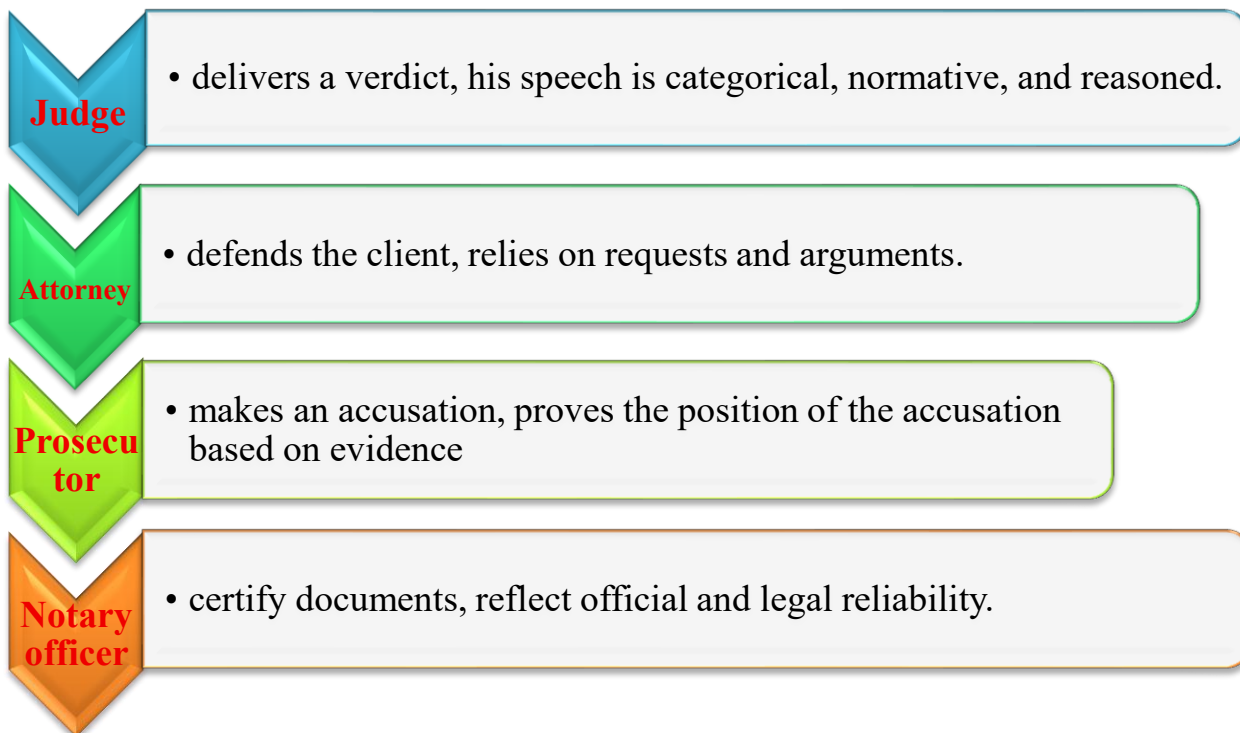 Judge
• delivers a verdict, his speech is categorical, normative, and reasoned.
Attorney
• defends the client, relies on requests and arguments.
Prosecu
tor
• makes an accusation, proves the position of the accusation
based on evidence
Notary
officer
• certify documents, reflect official and legal reliability.